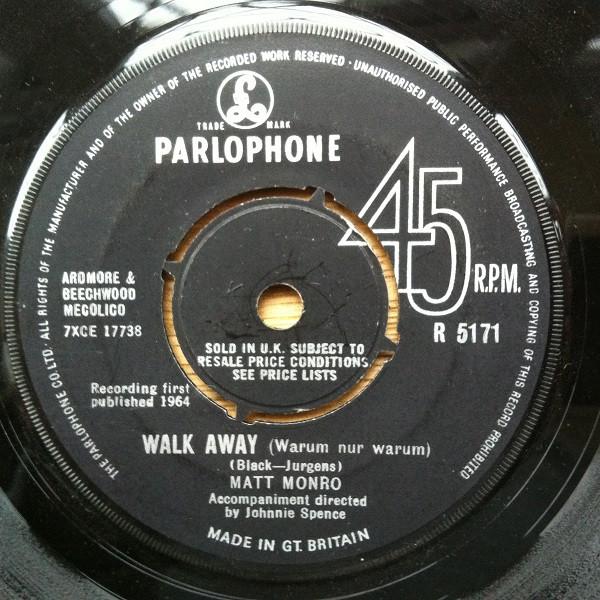 THE PARLOPHONE CO. LTD. ALL RIGHTS OF THE MANUFACTURER AND OF THE OWNER OF THE RECORDED WORK RESERVED · UNAUTHORISED PUBLIC PERFORMANCE BROADCASTING AND COPYING OF THIS RECORD PROHIBITED
£
TRADE MARK
PARLOPHONE
45
R.P.M.
R 5171
ARDMORE &
BEECHWOOD
MECOLICO
7XCE 17738
SOLD IN U.K. SUBJECT TO
RESALE PRICE CONDITIONS,
SEE PRICE LISTS
Recording first
published 1964
WALK AWAY (Warum nur warum)
(Black—Jurgens)
MATT MONRO
Accompaniment directed
by Johnnie Spence
MADE IN GT. BRITAIN